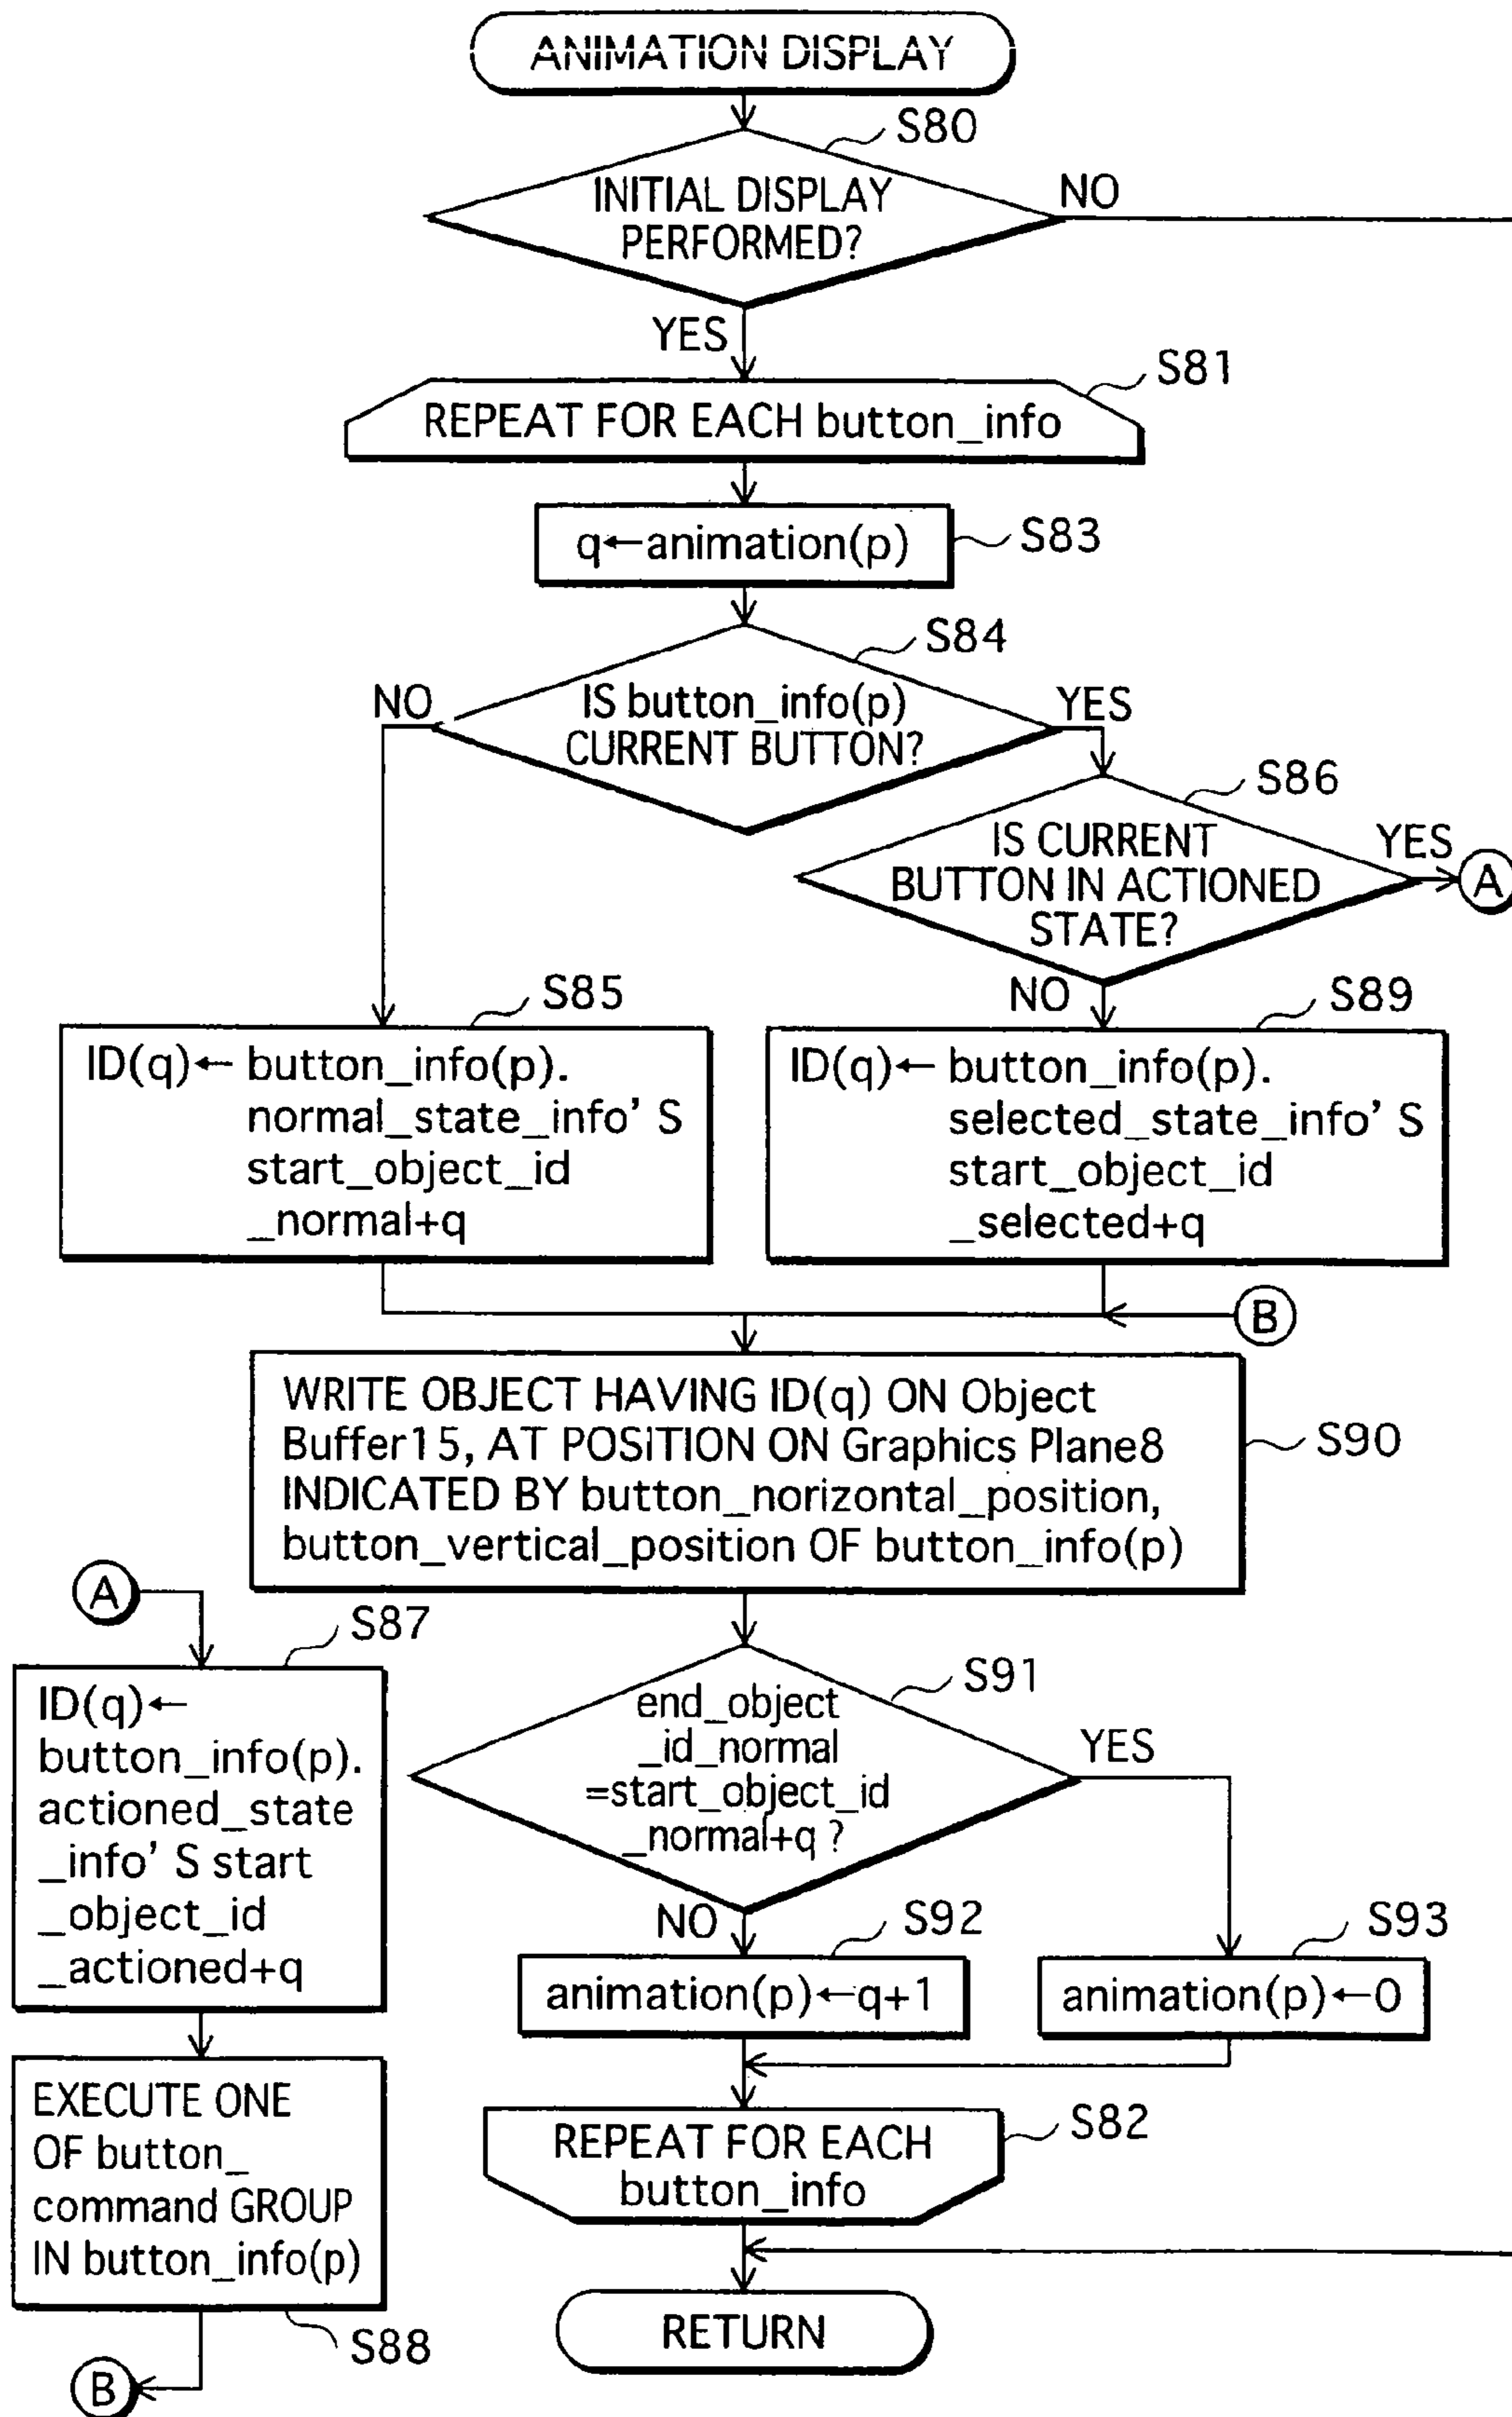 ANIMATION DISPLAY
S80
INITIAL DISPLAY
PERFORMED?
NO
YES
S81
REPEAT FOR EACH button_info
q←animation(p)
S83
S84
IS button_info(p)
CURRENT BUTTON?
NO
YES
S86
IS CURRENT
BUTTON IN ACTIONED
STATE?
YES
A
NO
S85
ID(q)← button_info(p).
normal_state_info' S
start_object_id
_normal+q
S89
ID(q)← button_info(p).
selected_state_info' S
start_object_id
_selected+q
B
WRITE OBJECT HAVING ID(q) ON Object
Buffer15, AT POSITION ON Graphics Plane8
INDICATED BY button_norizontal_position,
button_vertical_position OF button_info(p)
S90
A
S87
ID(q)←
button_info(p).
actioned_state
_info' S start
_object_id
_actioned+q
EXECUTE ONE
OF button_
command GROUP
IN button_info(p)
S88
B
S91
end_object
_id_normal
=start_object_id
_normal+q ?
YES
NO
S92
animation(p)←q+1
S93
animation(p)←0
REPEAT FOR EACH
button_info
S82
RETURN